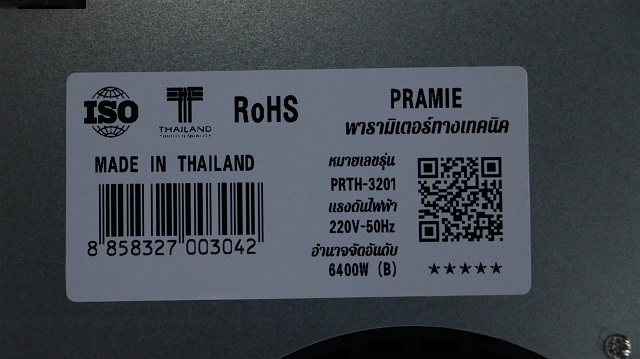 ISO
THAILAND
RoHS
MADE IN THAILAND
8 858327 003042
PRAMIE
พารามิเตอร์ทางเทคนิค
หมายเลขรุ่น
PRTH-3201
แรงดันไฟฟ้า
220V-50Hz
อำนาจจัดอันดับ
6400W (B)
★★★★★